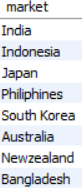 market
India
Indonesia
Japan
Philiphines
South Korea
Australia
Newzealand
Bangladesh